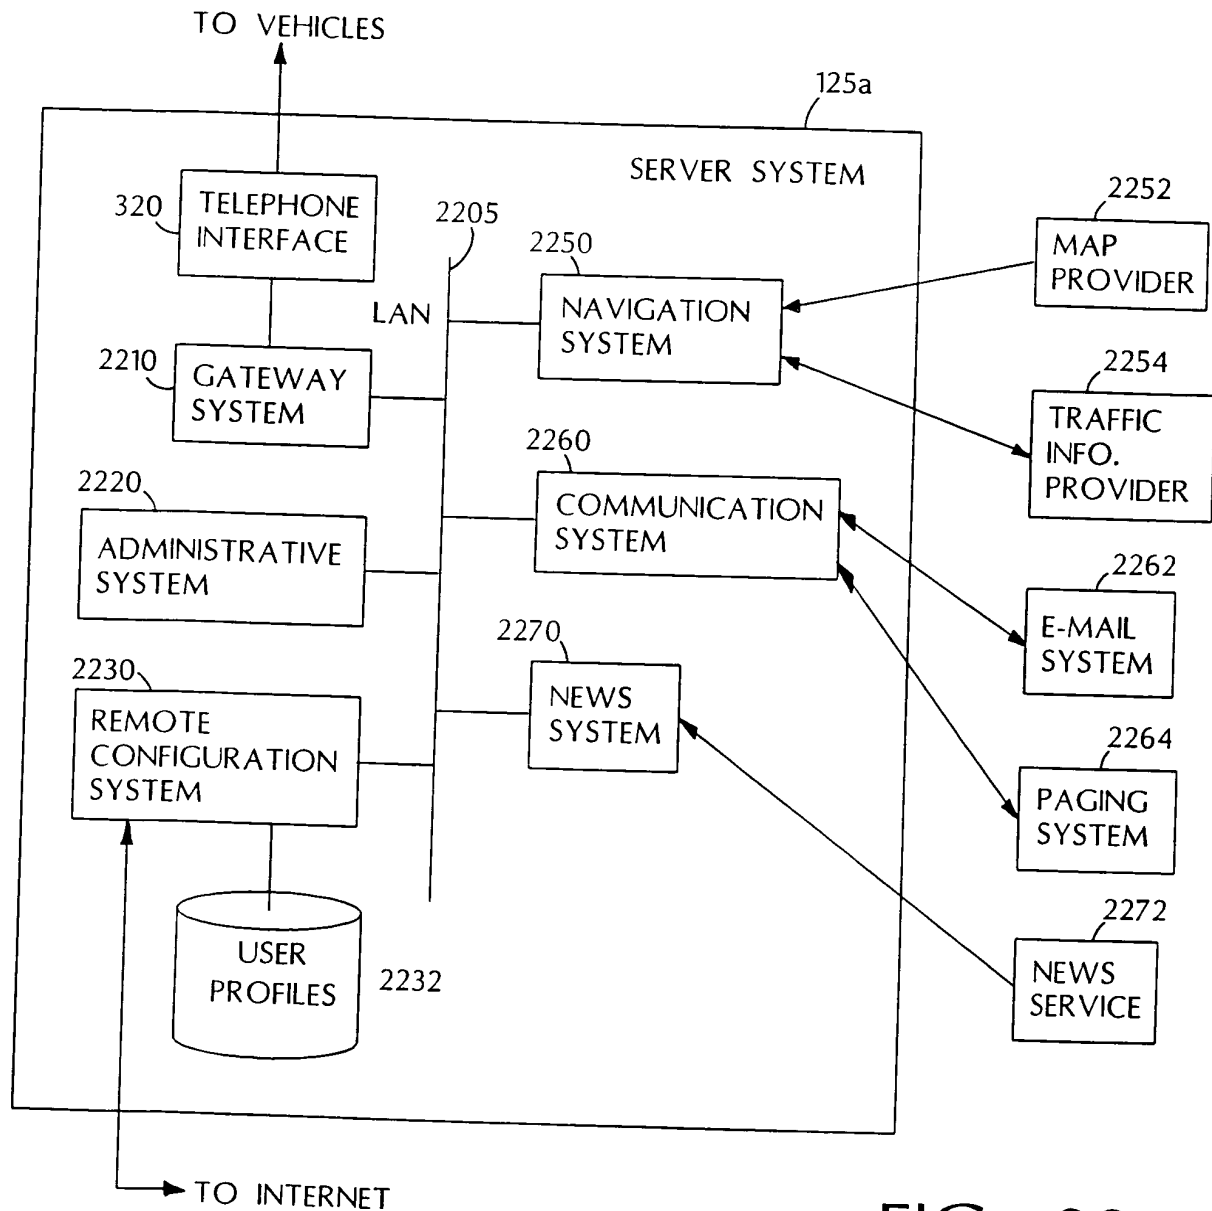 TO VEHICLES
125a
SERVER SYSTEM
320
TELEPHONE
INTERFACE
2205
LAN
2210
GATEWAY
SYSTEM
2220
ADMINISTRATIVE
SYSTEM
2230
REMOTE
CONFIGURATION
SYSTEM
USER
PROFILES
2232
TO INTERNET
2250
NAVIGATION
SYSTEM
2260
COMMUNICATION
SYSTEM
2270
NEWS
SYSTEM
2252
MAP
PROVIDER
2254
TRAFFIC
INFO.
PROVIDER
2262
E-MAIL
SYSTEM
2264
PAGING
SYSTEM
2272
NEWS
SERVICE